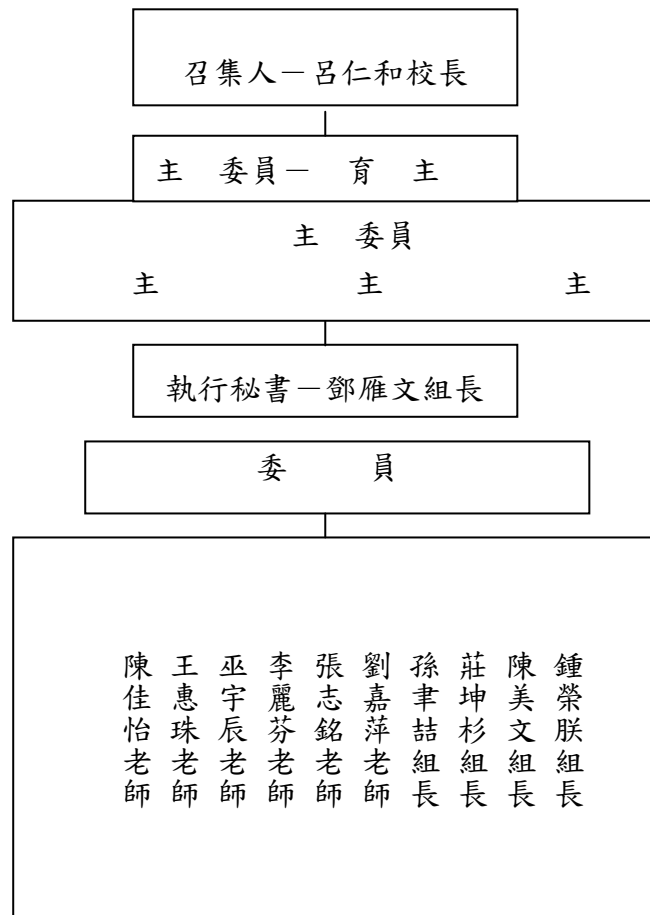 召集人－呂仁和校長
主 委員－ 育 主
主 委員
主 主 主
執行秘書－鄧雁文組長
委 員
鍾榮朕組長
陳美文組長
莊坤杉組長
孫聿喆組長
劉嘉萍老師
張志銘老師
李麗芬老師
巫宇辰老師
王惠珠老師
陳佳怡老師